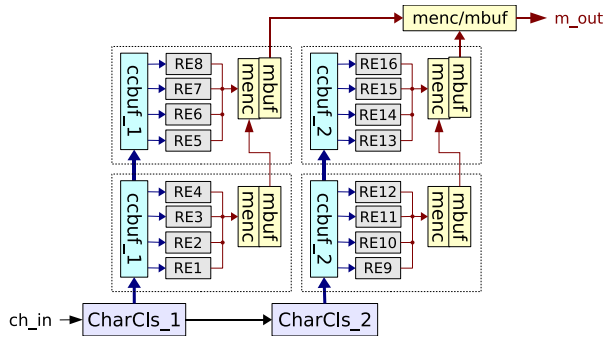 menc/mbuf
m_out
ccbuf_1
RE8
RE7
RE6
RE5
menc
mbuf
ccbuf_2
RE16
RE15
RE14
RE13
menc
mbuf
ccbuf_1
RE4
RE3
RE2
RE1
menc
mbuf
ccbuf_2
RE12
RE11
RE10
RE9
menc
mbuf
ch_in
CharCls_1
CharCls_2